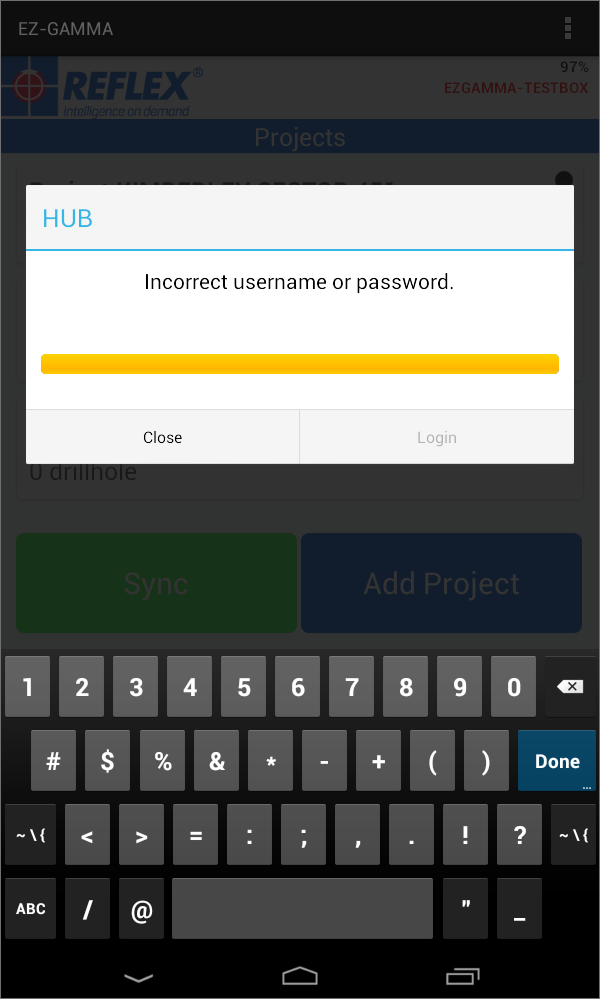 EZ-GAMMA
97%
REFLEX®
EZGAMMA-TESTBOX
Intelligence on demand
Projects
HUB
Incorrect username or password.
Close
Login
0 drillhole
Sync
Add Project
1 2 3 4 5 6 7 8 9 0
# $ % & * - + ( )
Done
...
~ \ {
< > = : ; , . ! ?
~ \ {
ABC
/ @ " _